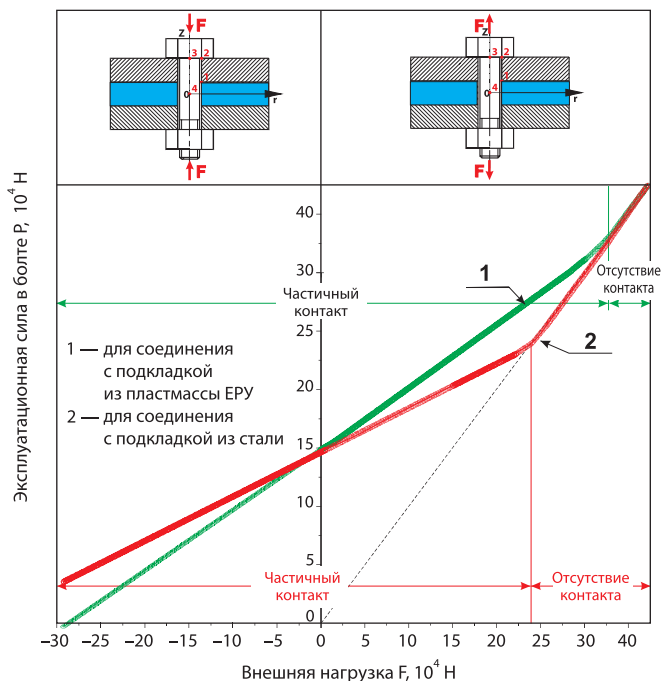 F
z
3 2
1
0 4
r
F
F
z
3 2
1
0 4
r
F
Эксплуатационная сила в болте P, 10⁴ Н
40
30
25
20
15
10
5
0
1
Частичный
контакт
Отсутствие
контакта
2
1 — для соединения
с подкладкой
из пластмассы ЕРУ
2 — для соединения
с подкладкой из стали
Частичный
контакт
Отсутствие
контакта
−30 −25 −20 −15 −10 −5 0 5 10 15 20 25 30 35 40
Внешняя нагрузка F, 10⁴ Н